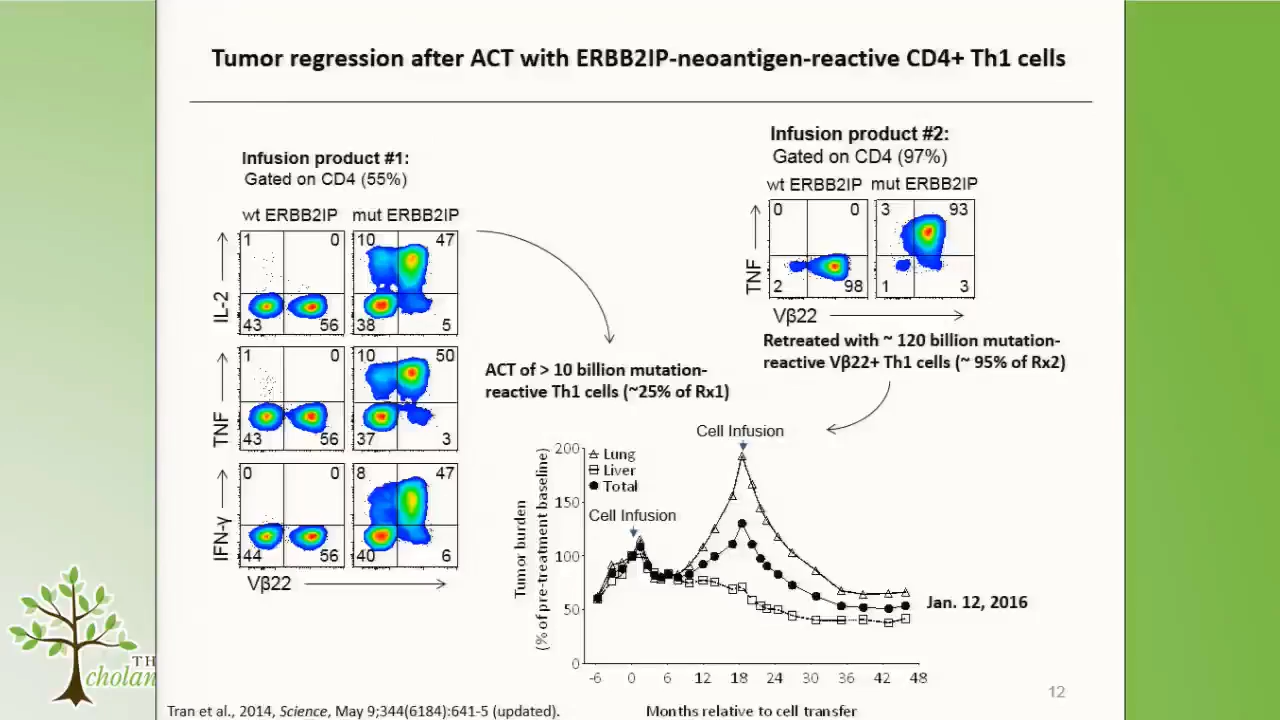 Tumor regression after ACT with ERBB2IP-neoantigen-reactive CD4+ Th1 cells
Infusion product #1:
Gated on CD4 (55%)
wt ERBB2IP mut ERBB2IP
IL-2
1 0
43 56
10 47
38 5
TNF
1 0
43 56
10 50
37 3
IFN-γ
0 0
44 56
8 47
40 6
Vβ22
ACT of > 10 billion mutation-
reactive Th1 cells (~25% of Rx1)
Infusion product #2:
Gated on CD4 (97%)
wt ERBB2IP mut ERBB2IP
TNF
0 0
2 98
3 93
1 3
Vβ22
Retreated with ~ 120 billion mutation-
reactive Vβ22+ Th1 cells (~ 95% of Rx2)
Tumor burden
(% of pre-treatment baseline)
200
150
100
50
0
Lung
Liver
Total
Cell Infusion
Cell Infusion
-6 0 6 12 18 24 30 36 42 48
Months relative to cell transfer
Jan. 12, 2016
12
TH
cholan
Tran et al., 2014, Science, May 9;344(6184):641-5 (updated).